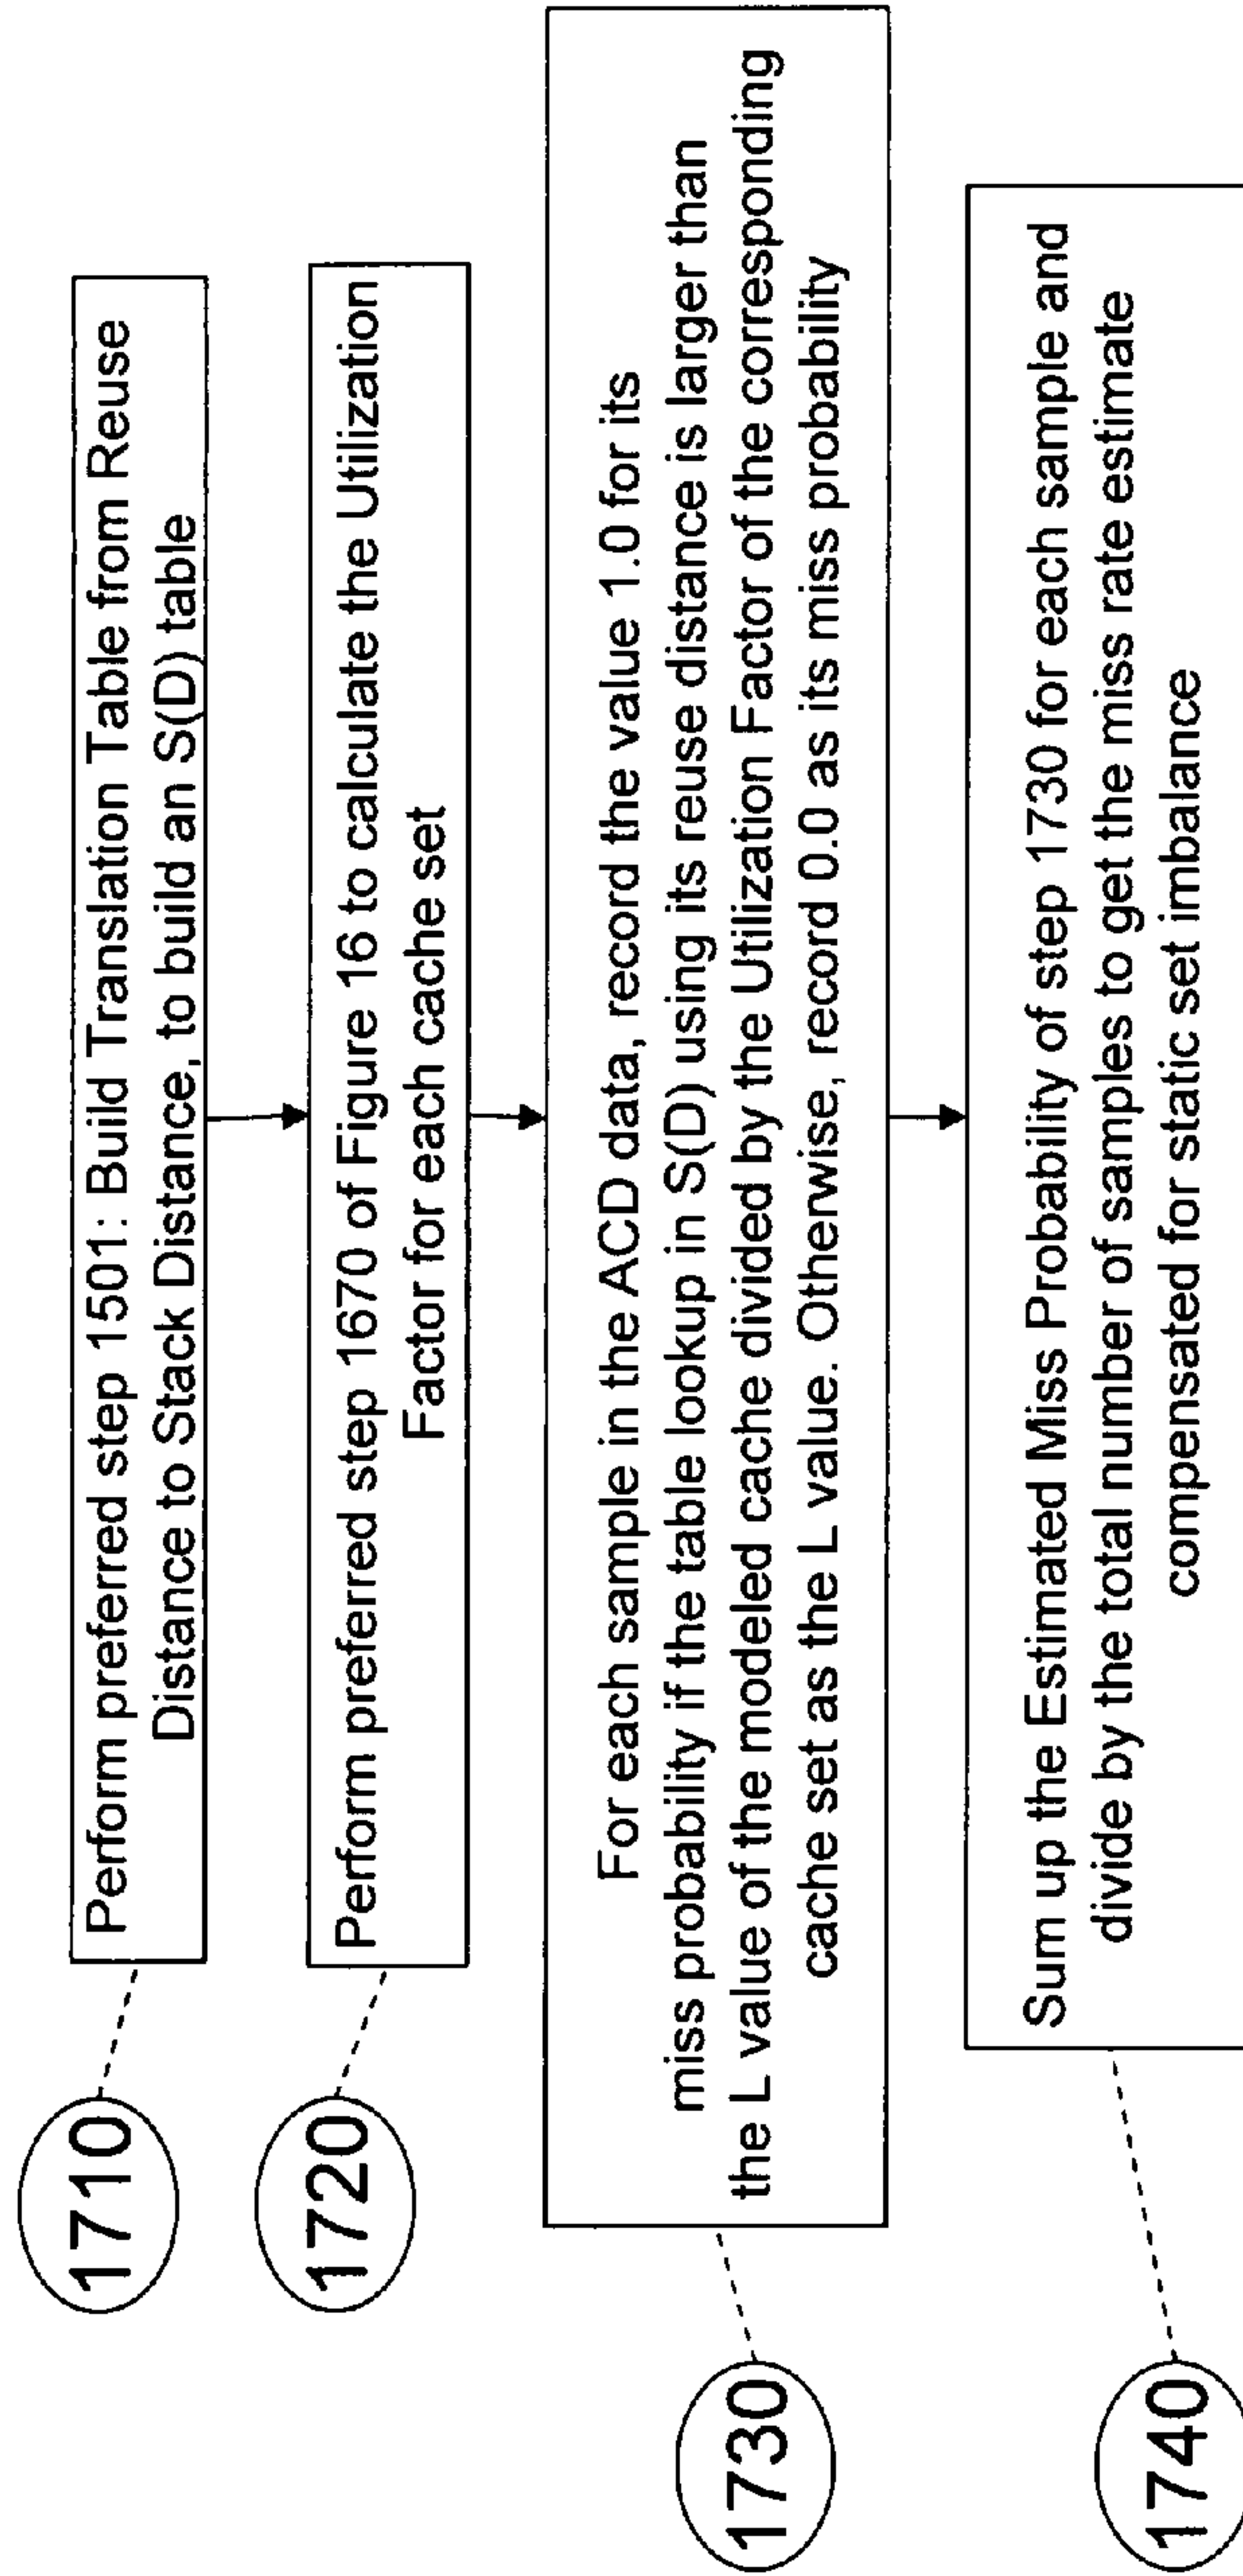 1710
Perform preferred step 1501: Build Translation Table from Reuse
Distance to Stack Distance, to build an S(D) table
1720
Perform preferred step 1670 of Figure 16 to calculate the Utilization
Factor for each cache set
1730
For each sample in the ACD data, record the value 1.0 for its
miss probability if the table lookup in S(D) using its reuse distance is larger than
the L value of the modeled cache divided by the Utilization Factor of the corresponding
cache set as the L value. Otherwise, record 0.0 as its miss probability
1740
Sum up the Estimated Miss Probability of step 1730 for each sample and
divide by the total number of samples to get the miss rate estimate
compensated for static set imbalance